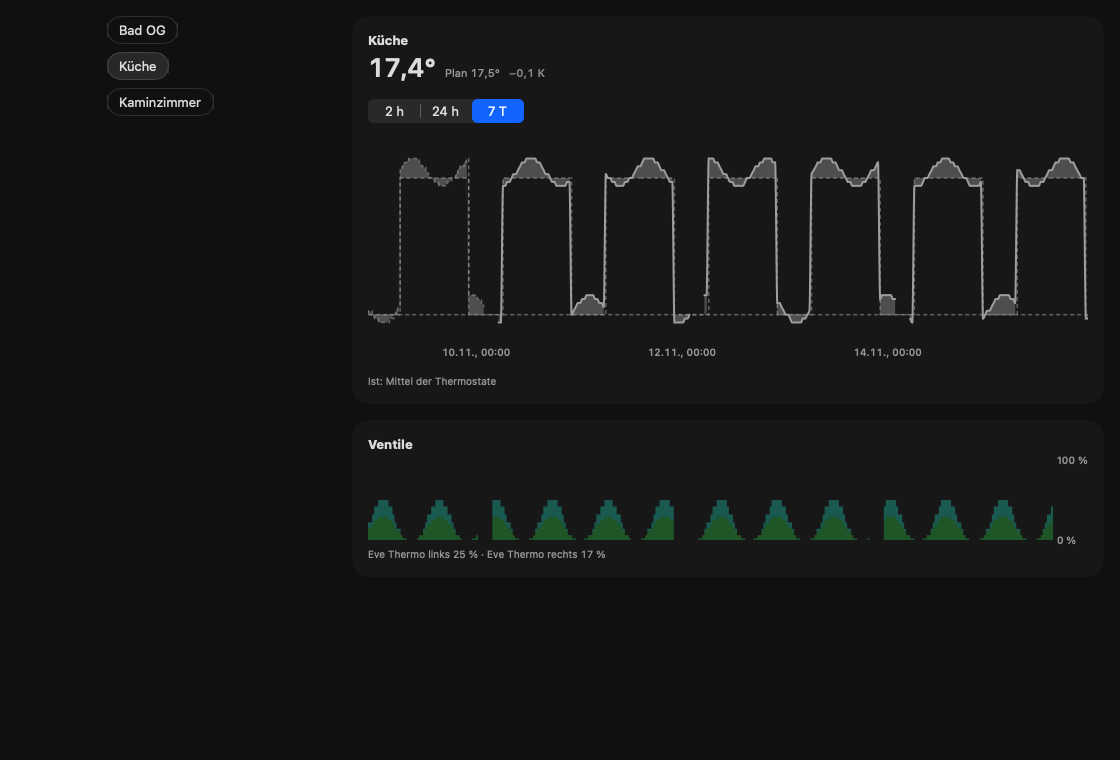 Bad OG
Küche
Kaminzimmer
Küche
17,4° Plan 17,5° −0,1 K
2 h 24 h 7 T
10.11., 00:00 12.11., 00:00 14.11., 00:00
Ist: Mittel der Thermostate
Ventile
100 %
0 %
Eve Thermo links 25 % · Eve Thermo rechts 17 %